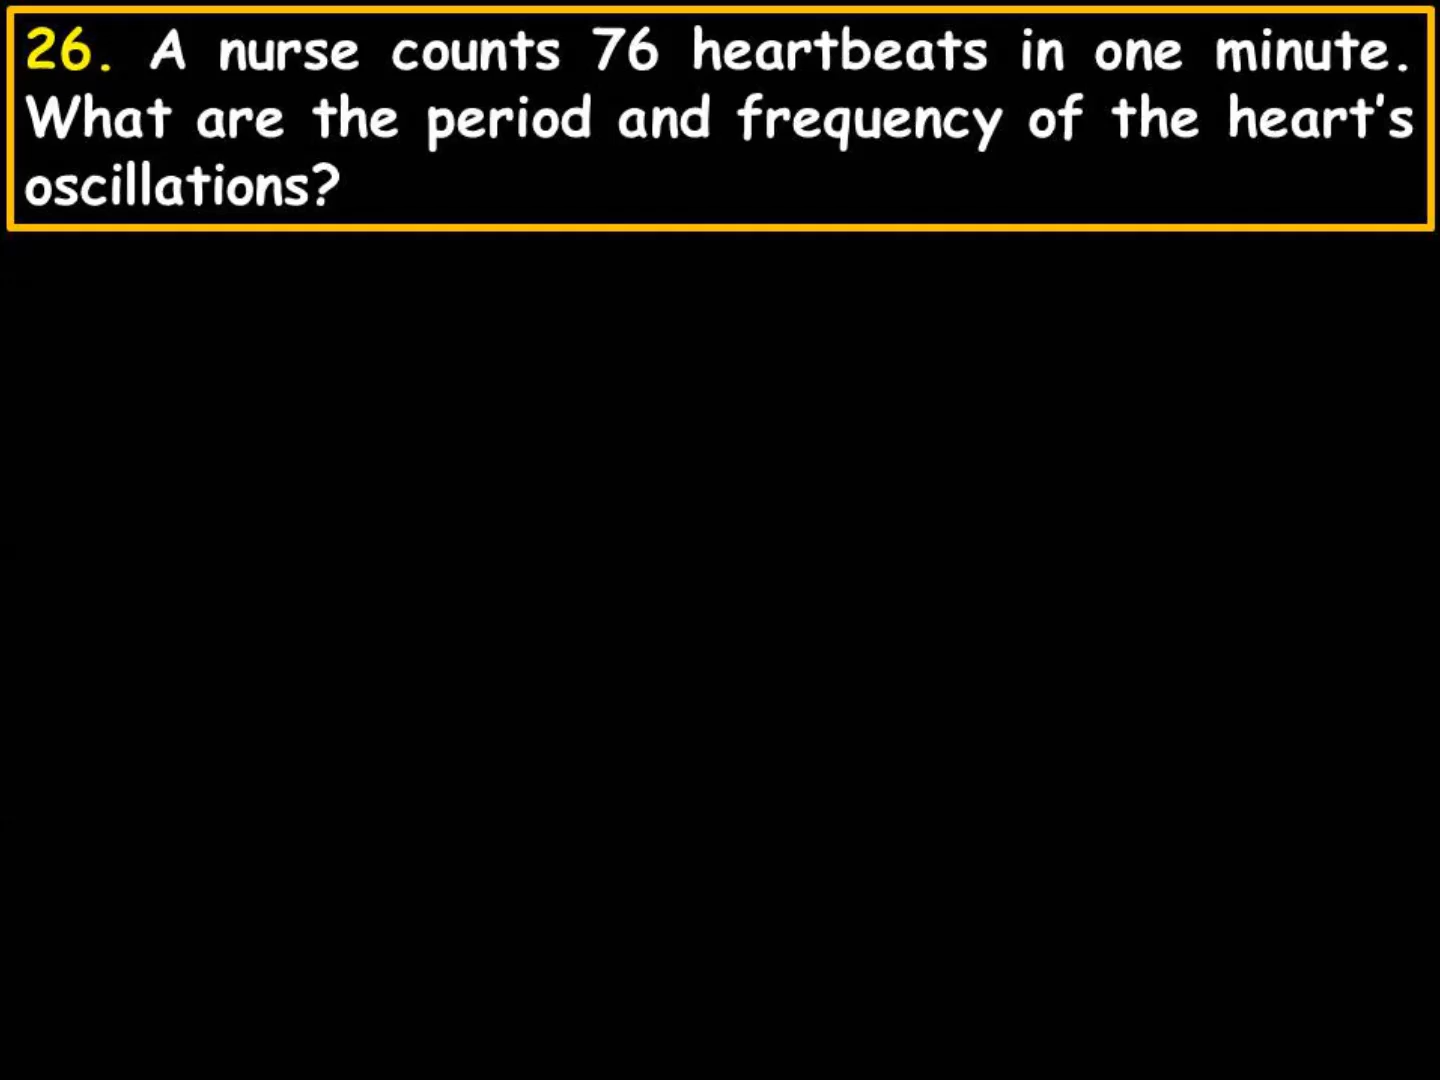 26. A nurse counts 76 heartbeats in one minute.
What are the period and frequency of the heart's
oscillations?